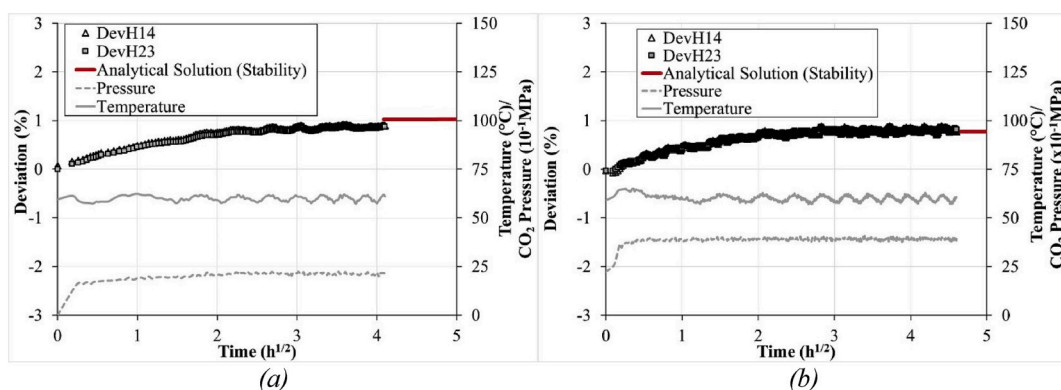 3
2
1
0
-1
-2
-3
Deviation (%)
DevH14
DevH23
Analytical Solution (Stability)
Pressure
Temperature
150
125
100
75
50
25
0
Temperature (°C)/
CO₂ Pressure (10⁻¹MPa)
0 1 2 3 4 5
Time (h¹/²)
(a)
3
2
1
0
-1
-2
-3
Deviation (%)
DevH14
DevH23
Analytical Solution (Stability)
Pressure
Temperature
150
125
100
75
50
25
0
Temperature (°C)/
CO₂ Pressure (x10⁻¹MPa)
0 1 2 3 4 5
Time (h¹/²)
(b)